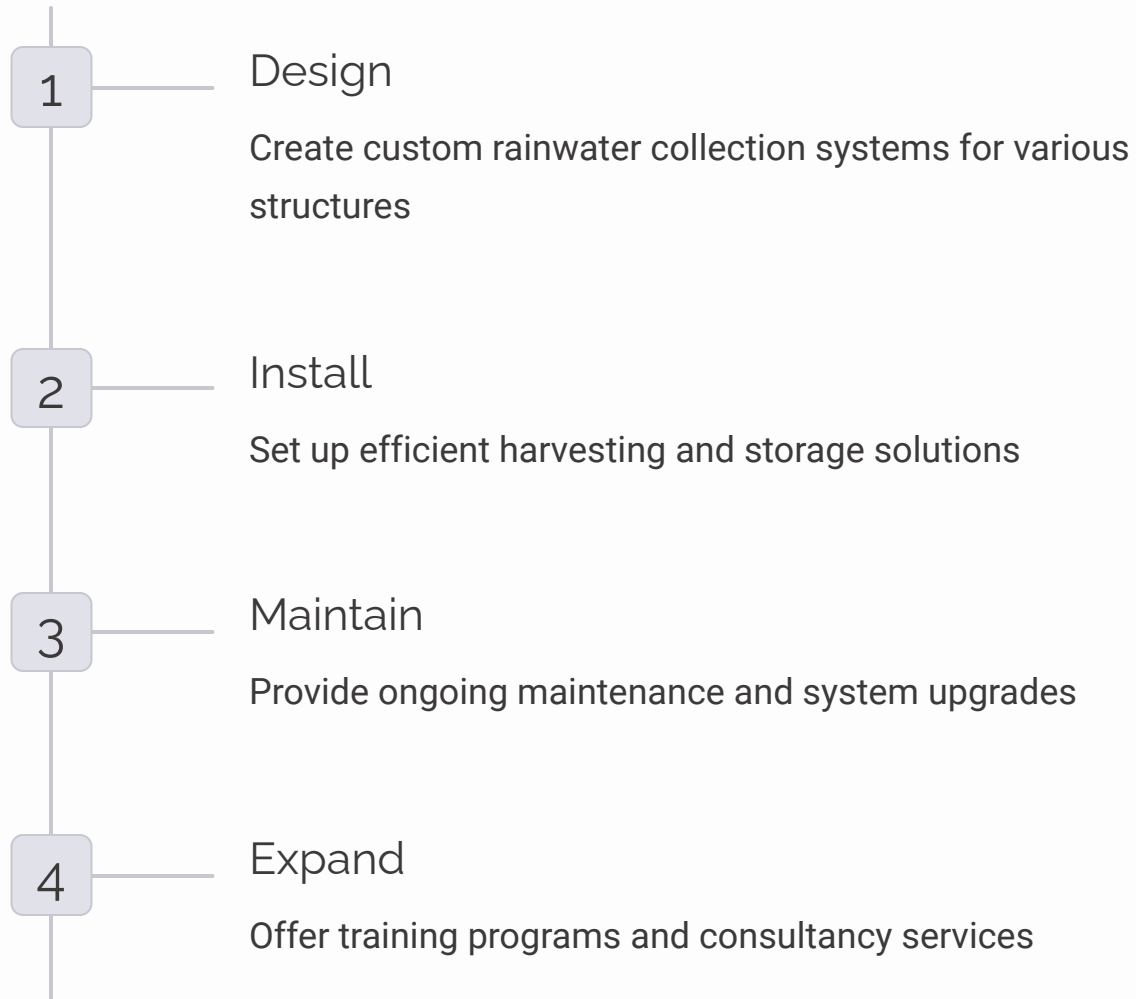 1
Design
Create custom rainwater collection systems for various
structures
2
Install
Set up efficient harvesting and storage solutions
3
Maintain
Provide ongoing maintenance and system upgrades
4
Expand
Offer training programs and consultancy services